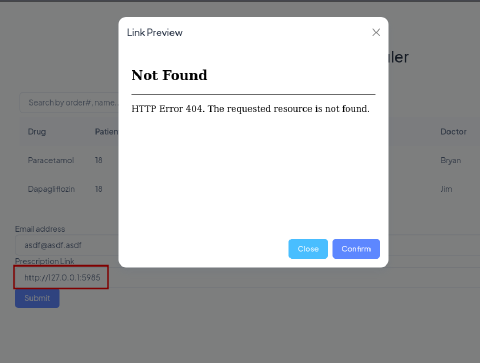 Link Preview
Not Found
HTTP Error 404. The requested resource is not found.
Close
Confirm
Search by order#, name..
Drug
Doctor
Paracetamol
18
Bryan
Dapagliflozin
18
Jim
Email address
asdf@asdf.asdf
Prescription Link
http://127.0.0.1:5985
Submit